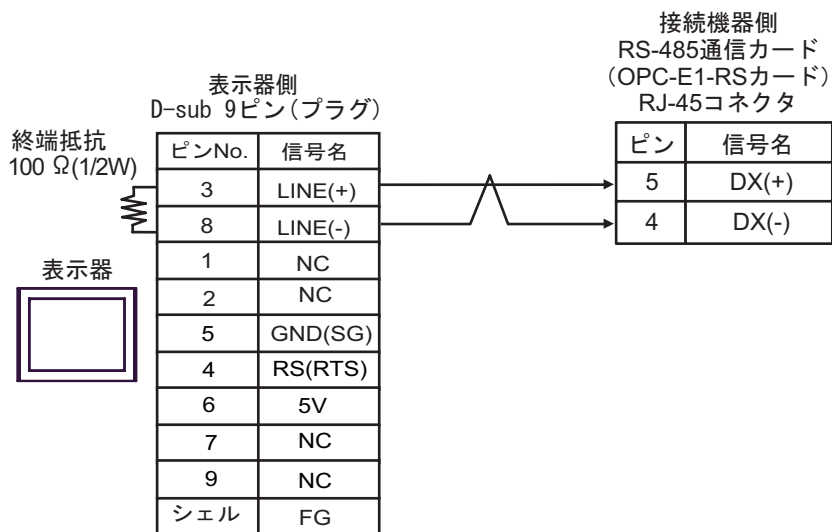 接続機器側
RS-485通信カード
（OPC-E1-RSカード）
RJ-45コネクタ
表示器側
D-sub 9ピン（プラグ）
終端抵抗
100 Ω(1/2W)
表示器
ピンNo. 信号名
3 LINE(+)
8 LINE(-)
1 NC
2 NC
5 GND(SG)
4 RS(RTS)
6 5V
7 NC
9 NC
シェル FG
ピン 信号名
5 DX(+)
4 DX(-)